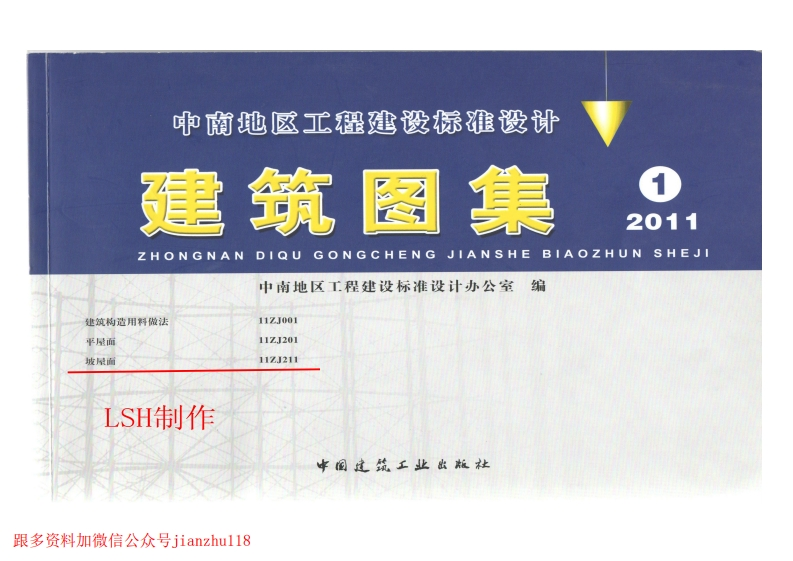 中南地区工程建设标准设计
建筑图集
1
2011
ZHONGNAN DIQU GONGCHENG JIANSHE BIAOZHUN SHEJI
中南地区工程建设标准设计办公室 编
建筑构造用料做法 11ZJ001
平屋面 11ZJ201
坡屋面 11ZJ211
LSH制作
中国建筑工业出版社
跟多资料加微信公众号jianzhu118